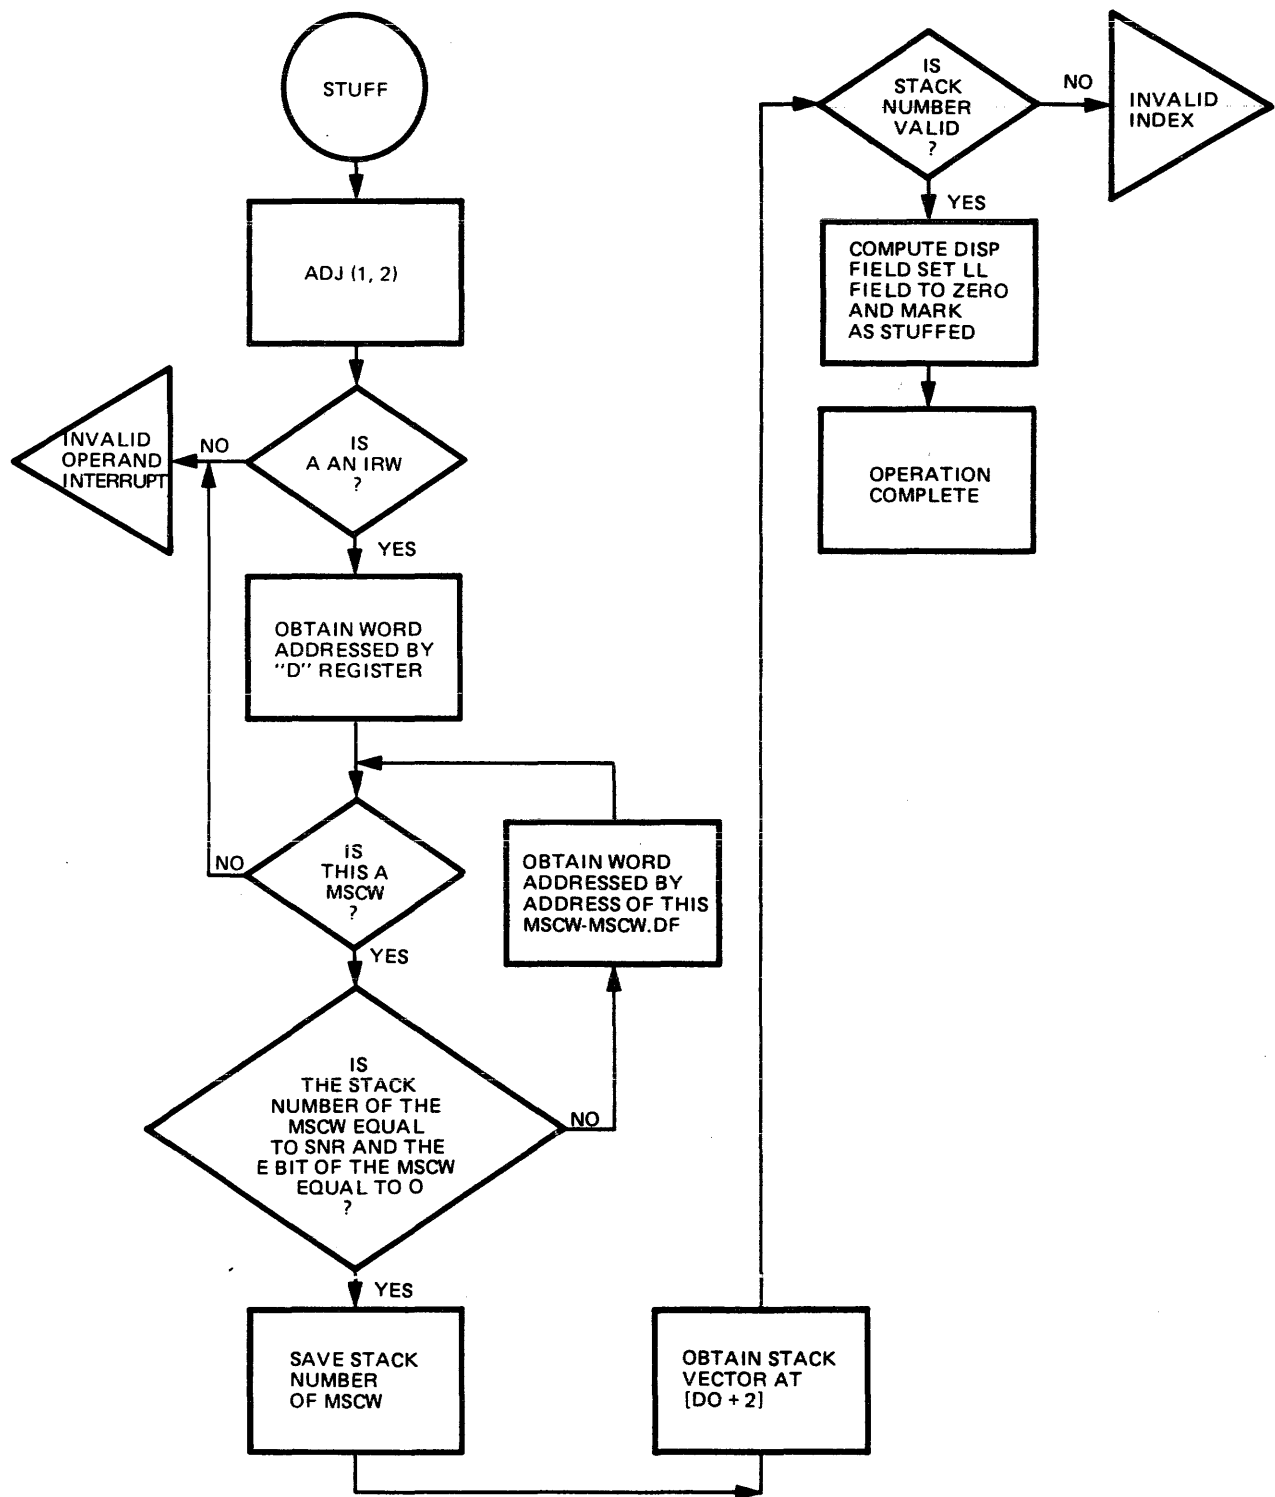 STUFF
ADJ (1, 2)
IS
A AN IRW
?
NO
INVALID
OPERAND
INTERRUPT
YES
OBTAIN WORD
ADDRESSED BY
"D" REGISTER
IS
THIS A
MSCW
?
NO
YES
OBTAIN WORD
ADDRESSED BY
ADDRESS OF THIS
MSCW-MSCW.DF
IS
THE STACK
NUMBER OF THE
MSCW EQUAL
TO SNR AND THE
E BIT OF THE MSCW
EQUAL TO O
?
NO
YES
SAVE STACK
NUMBER
OF MSCW
OBTAIN STACK
VECTOR AT
[DO + 2]
IS
STACK
NUMBER
VALID
?
NO
INVALID
INDEX
YES
COMPUTE DISP
FIELD SET LL
FIELD TO ZERO
AND MARK
AS STUFFED
OPERATION
COMPLETE